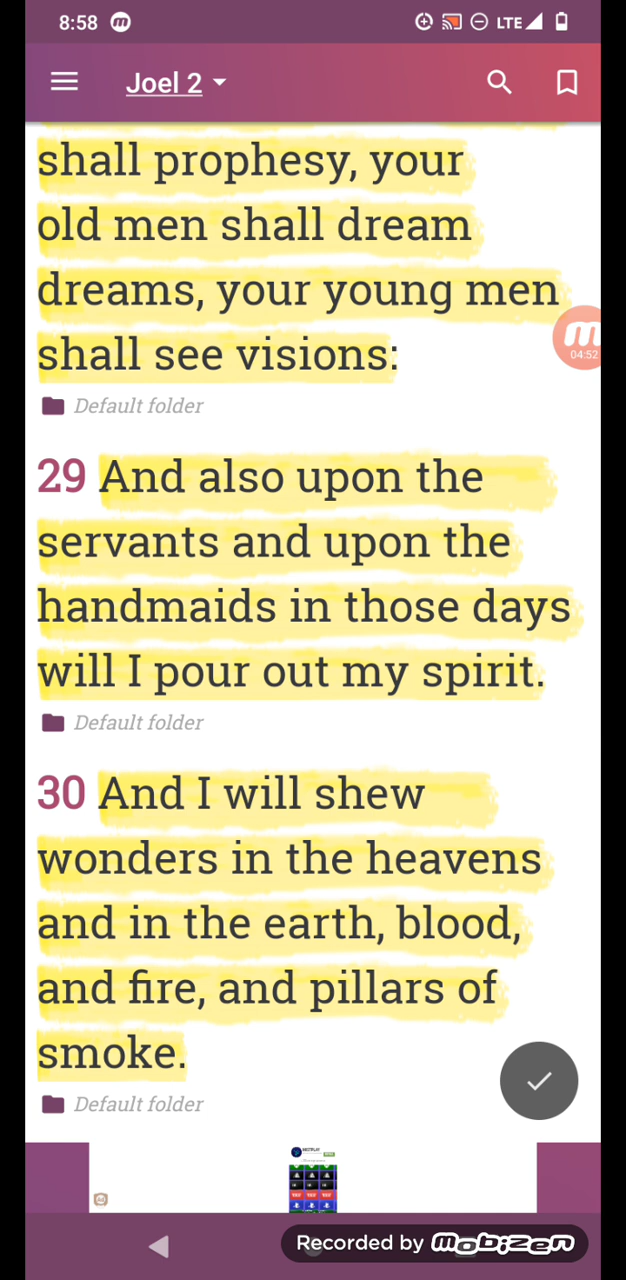 8:58
LTE
Joel 2
shall prophesy, your
old men shall dream
dreams, your young men
shall see visions:
04:52
Default folder
29 And also upon the
servants and upon the
handmaids in those days
will I pour out my spirit.
Default folder
30 And I will shew
wonders in the heavens
and in the earth, blood,
and fire, and pillars of
smoke.
Default folder
Recorded by Mobizen